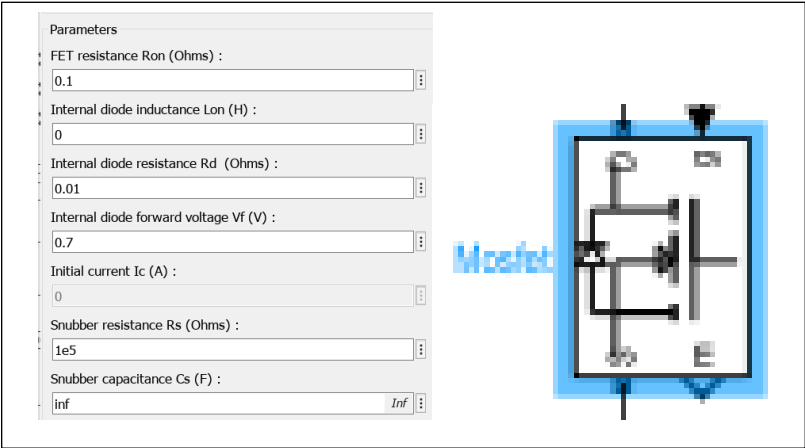 Parameters
FET resistance Ron (Ohms) :
0.1
Internal diode inductance Lon (H) :
0
Internal diode resistance Rd  (Ohms) :
0.01
Internal diode forward voltage Vf (V) :
0.7
Initial current Ic (A) :
0
Snubber resistance Rs (Ohms) :
1e5
Snubber capacitance Cs (F) :
inf Inf
Mosfet
g
D
S
m